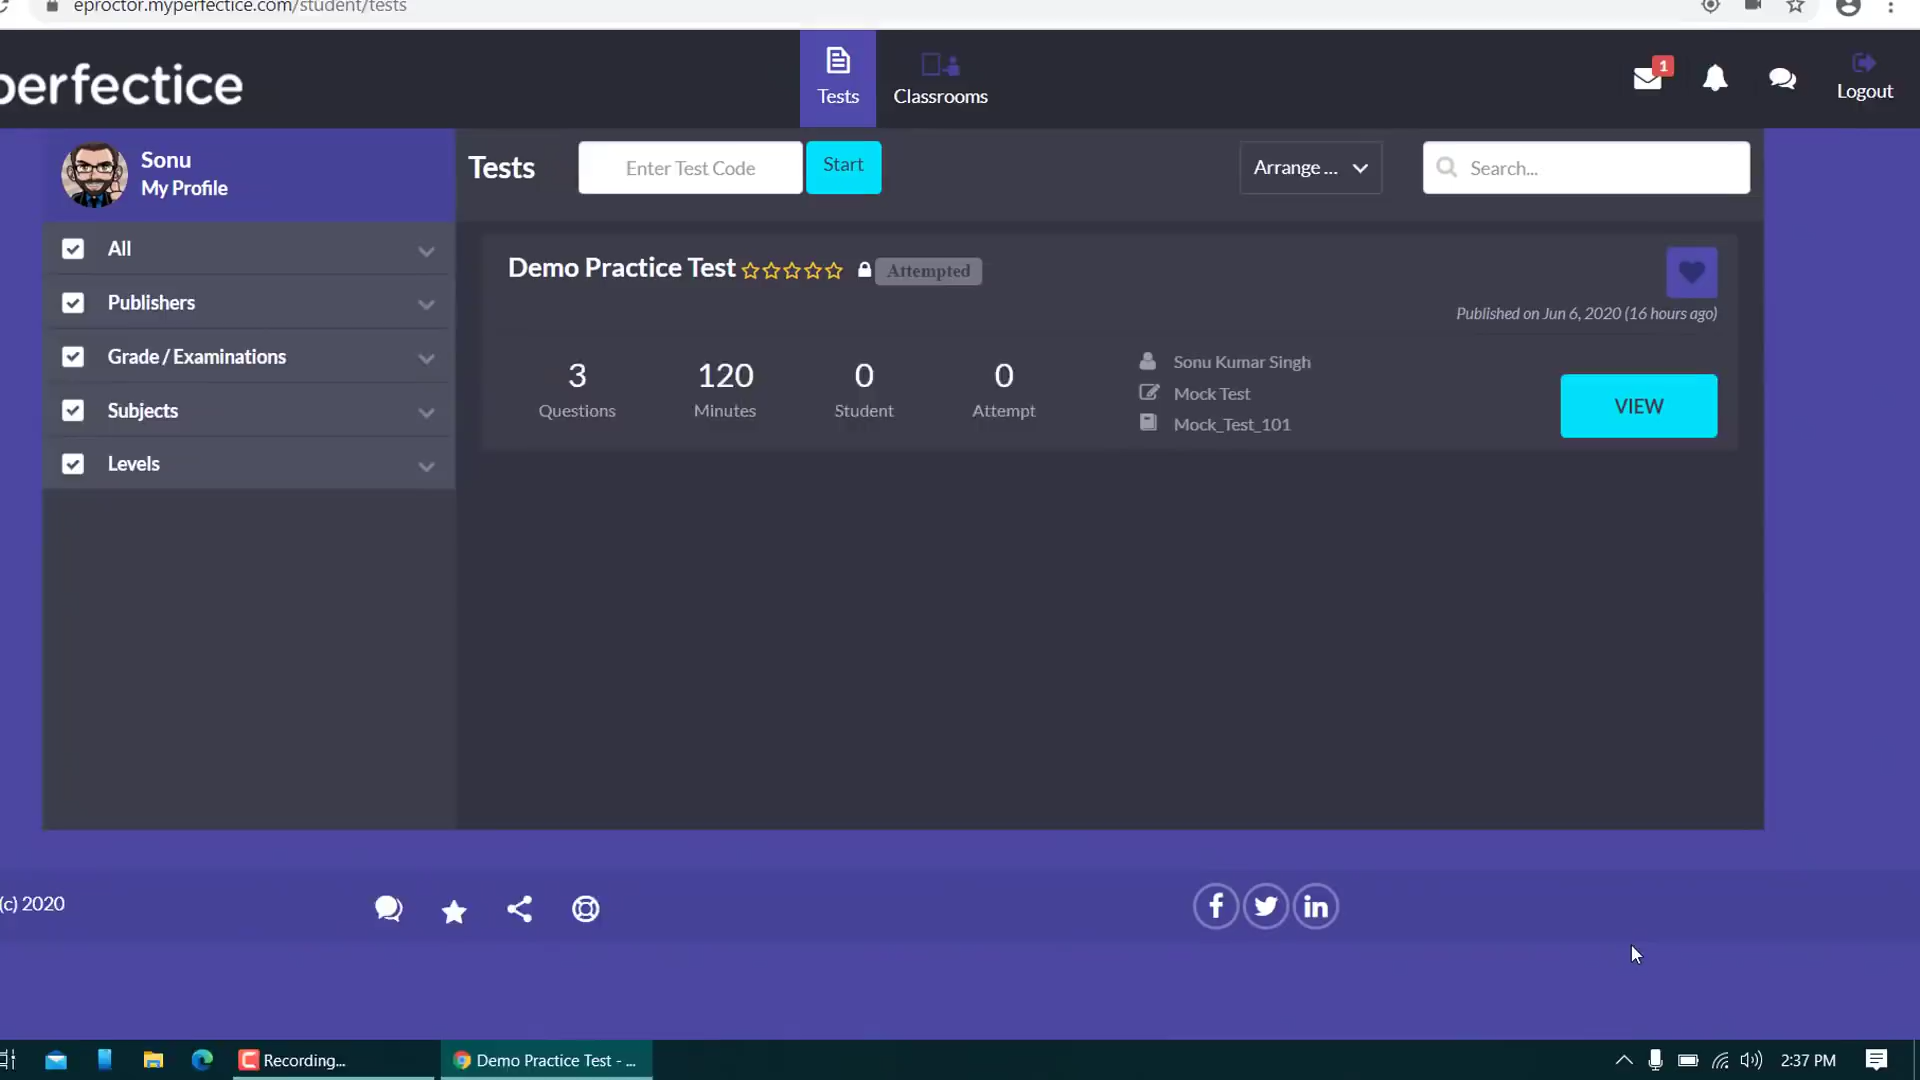 eproctor.myperfectice.com/student/tests
perfectice
Tests
Classrooms
1
Logout
Sonu
My Profile
Tests
Enter Test Code
Start
Arrange ...
Search...
All
Publishers
Grade / Examinations
Subjects
Levels
Demo Practice Test
Attempted
Published on Jun 6, 2020 (16 hours ago)
3
Questions
120
Minutes
0
Student
0
Attempt
Sonu Kumar Singh
Mock Test
Mock_Test_101
VIEW
(c) 2020
Recording...
Demo Practice Test - ...
2:37 PM